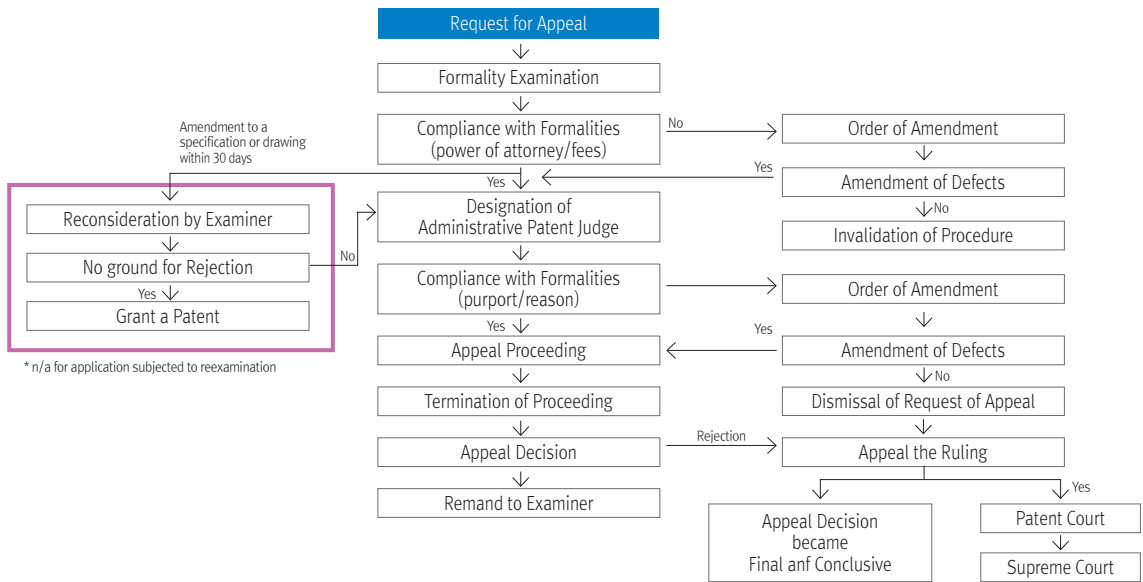 Request for Appeal
Formality Examination
Compliance with Formalities
(power of attorney/fees)
No
Order of Amendment
Amendment to a
specification or drawing
within 30 days
Yes
Yes
Amendment of Defects
Reconsideration by Examiner
Designation of
Administrative Patent Judge
No
Invalidation of Procedure
No ground for Rejection
No
Compliance with Formalities
(purport/reason)
Order of Amendment
Yes
Grant a Patent
Yes
Yes
Appeal Proceeding
Amendment of Defects
* n/a for application subjected to reexamination
No
Termination of Proceeding
Dismissal of Request of Appeal
Rejection
Appeal Decision
Appeal the Ruling
Yes
Remand to Examiner
Appeal Decision
became
Final anf Conclusive
Patent Court
Supreme Court